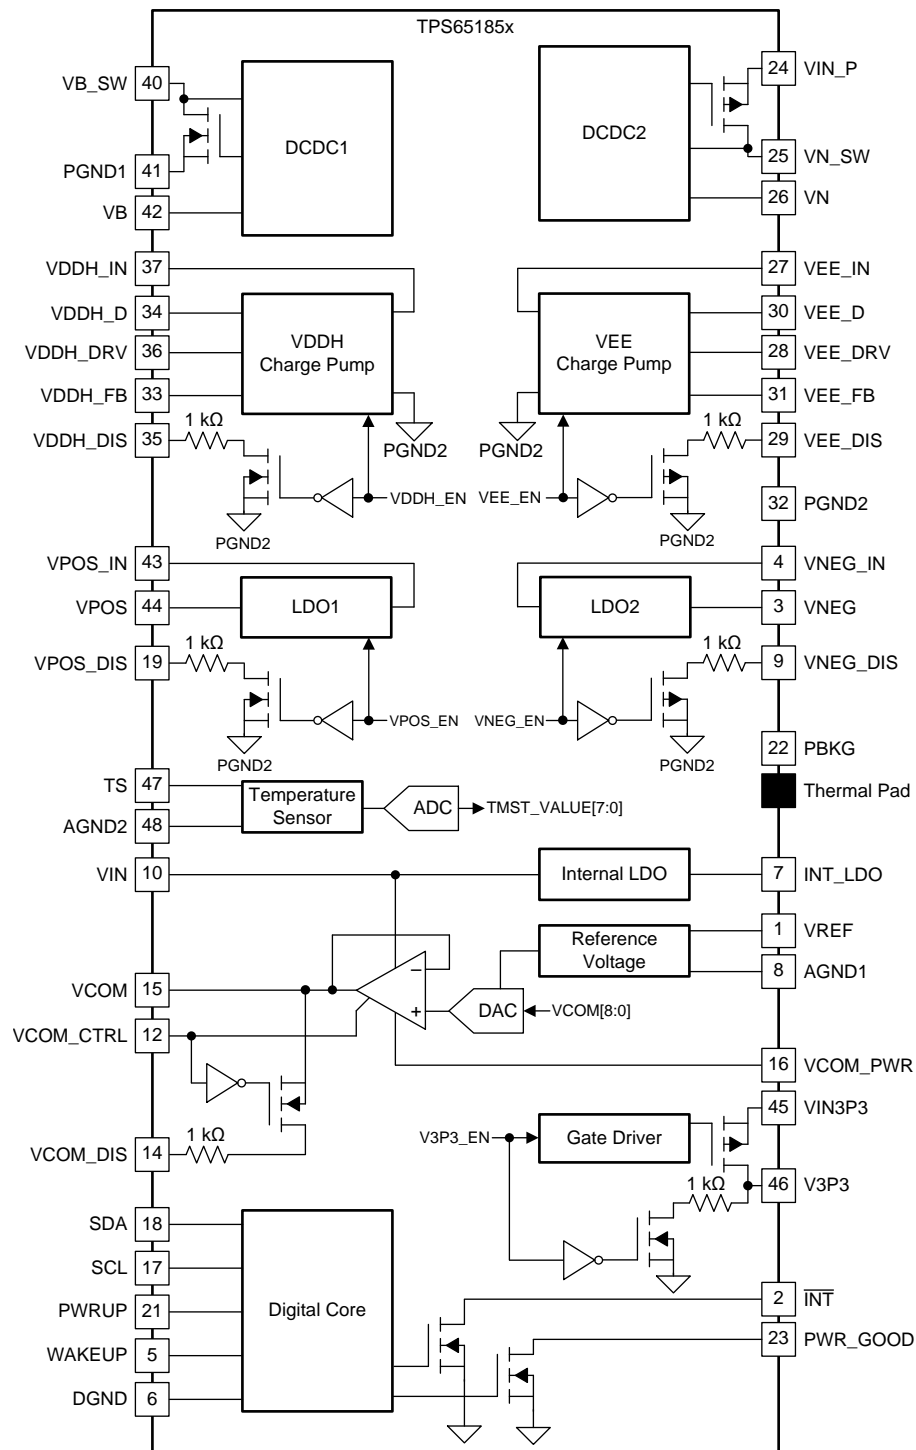 TPS65185x
VB_SW 40
PGND1 41
VB 42
DCDC1
DCDC2
24 VIN_P
25 VN_SW
26 VN
VDDH_IN 37
VDDH_D 34
VDDH_DRV 36
VDDH_FB 33
VDDH_DIS 35
1 kΩ
VDDH
Charge Pump
PGND2
VDDH_EN
PGND2
VEE
Charge Pump
PGND2
VEE_EN
PGND2
1 kΩ
27 VEE_IN
30 VEE_D
28 VEE_DRV
31 VEE_FB
29 VEE_DIS
32 PGND2
VPOS_IN 43
VPOS 44
VPOS_DIS 19
1 kΩ
LDO1
VPOS_EN
PGND2
LDO2
VNEG_EN
PGND2
1 kΩ
4 VNEG_IN
3 VNEG
9 VNEG_DIS
22 PBKG
Thermal Pad
TS 47
AGND2 48
Temperature
Sensor
ADC
TMST_VALUE[7:0]
VIN 10
Internal LDO
7 INT_LDO
Reference
Voltage
1 VREF
8 AGND1
VCOM 15
−
+
DAC
VCOM[8:0]
VCOM_CTRL 12
16 VCOM_PWR
VCOM_DIS 14
1 kΩ
V3P3_EN
Gate Driver
45 VIN3P3
1 kΩ
46 V3P3
SDA 18
SCL 17
PWRUP 21
WAKEUP 5
DGND 6
Digital Core
2 INT
23 PWR_GOOD